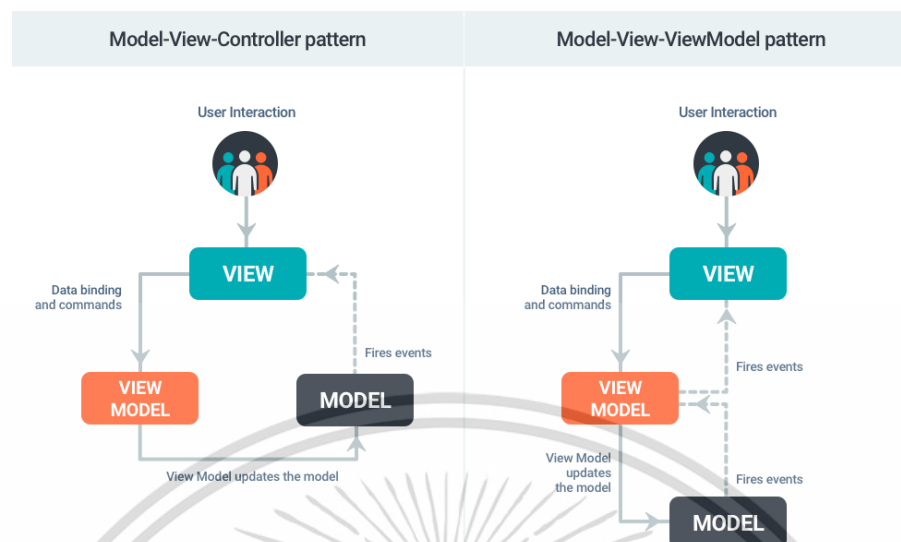 Model-View-Controller pattern
User Interaction
VIEW
Data binding
and commands
Fires events
VIEW
MODEL
MODEL
View Model updates the model
Model-View-ViewModel pattern
User Interaction
VIEW
Data binding
and commands
Fires events
VIEW
MODEL
View Model
updates
the model
Fires events
MODEL